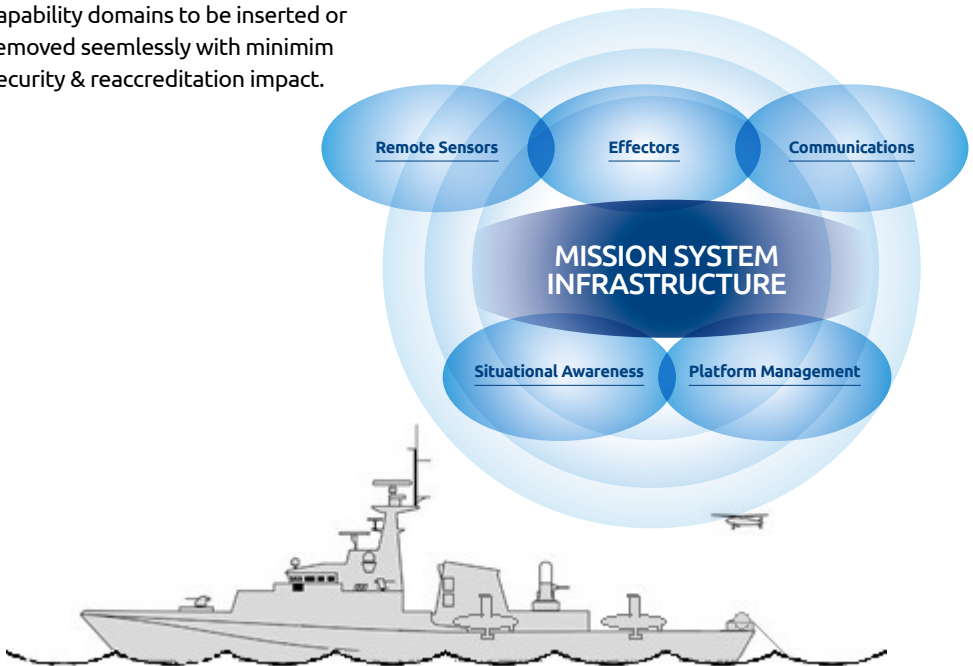 apability domains to be inserted or
emoved seemlessly with minimim
ecurity & reaccreditation impact.
Remote Sensors
Effectors
Communications
MISSION SYSTEM
INFRASTRUCTURE
Situational Awareness
Platform Management